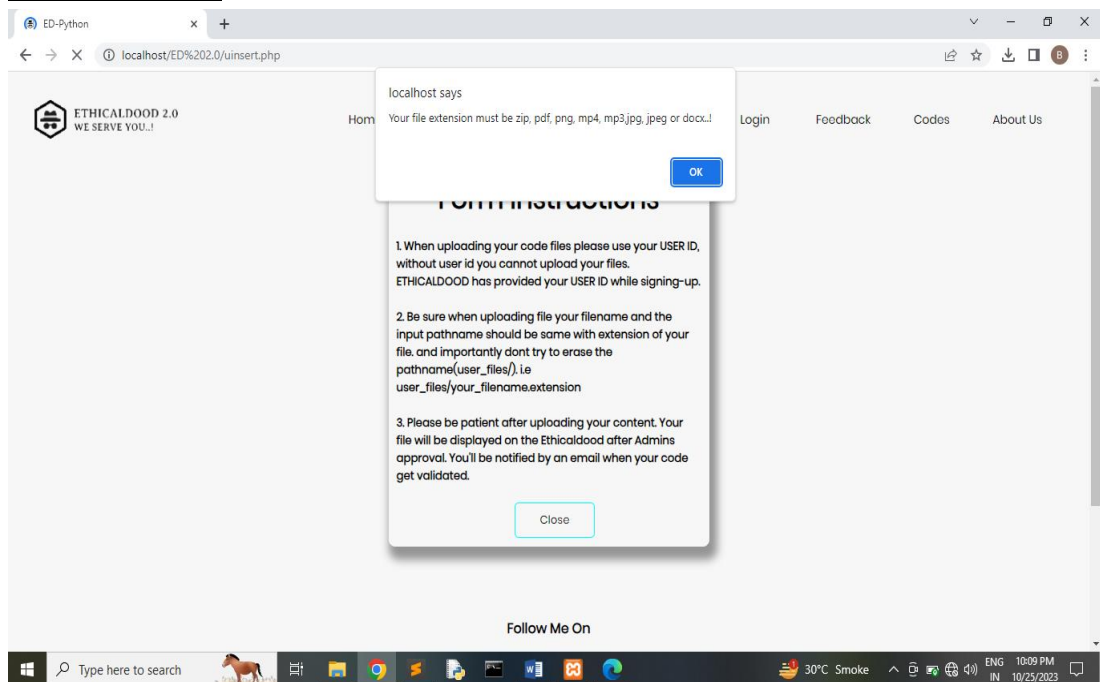 ED-Python
localhost/ED%202.0/uinsert.php
B
ETHICALDOOD 2.0
WE SERVE YOU..!
Hom
Login
Feedback
Codes
About Us
localhost says
Your file extension must be zip, pdf, png, mp4, mp3,jpg, jpeg or docx..!
OK
Form Instructions
1. When uploading your code files please use your USER ID,
without user id you cannot upload your files.
ETHICALDOOD has provided your USER ID while signing-up.
2. Be sure when uploading file your filename and the
input pathname should be same with extension of your
file. and importantly dont try to erase the
pathname(user_files/). i.e
user_files/your_filename.extension
3. Please be patient after uploading your content. Your
file will be displayed on the Ethicaldood after Admins
approval. You'll be notified by an email when your code
get validated.
Close
Follow Me On
Type here to search
30°C Smoke
ENG
IN
10:09 PM
10/25/2023